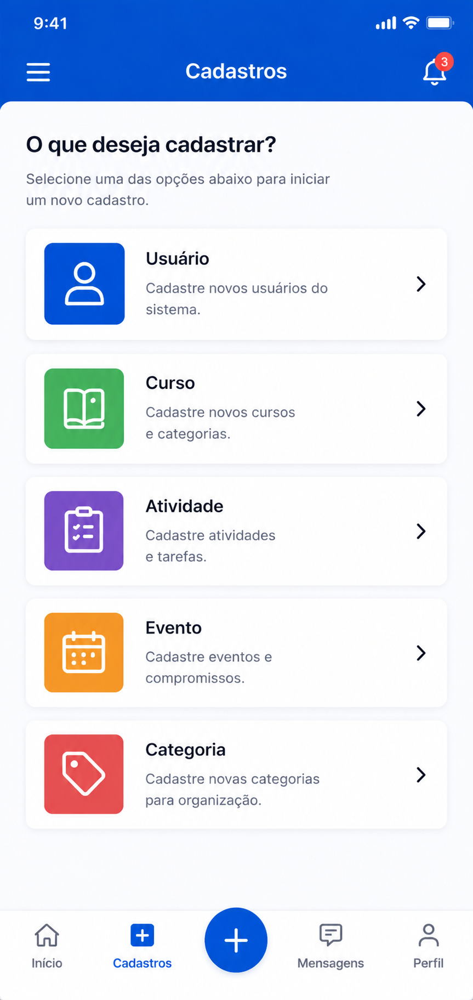 9:41
Cadastros
3
O que deseja cadastrar?
Selecione uma das opções abaixo para iniciar
um novo cadastro.
Usuário
Cadastre novos usuários do
sistema.
Curso
Cadastre novos cursos
e categorias.
Atividade
Cadastre atividades
e tarefas.
Evento
Cadastre eventos e
compromissos.
Categoria
Cadastre novas categorias
para organização.
Início
Cadastros
Mensagens
Perfil